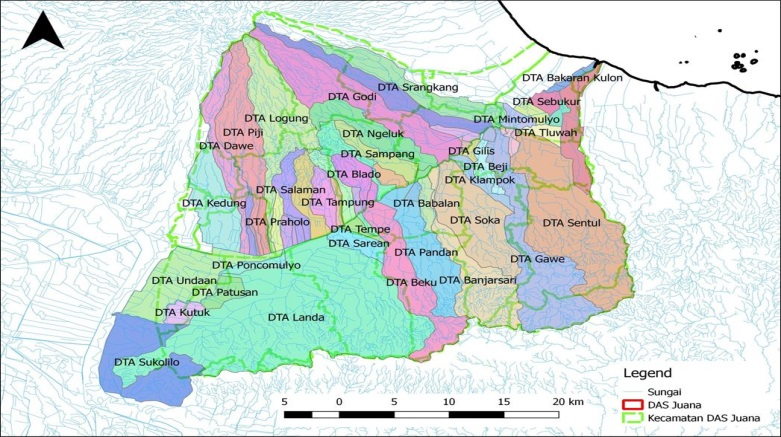 DTA Bakaran Kulon
DTA Srangkang
DTA Godi
DTA Sebukur
DTA Logung
DTA Mintomulyo
DTA Piji
DTA Ngeluk
DTA Tluwah
DTA Dawe
DTA Sampang
DTA Gilis
DTA Beji
DTA Blado
DTA Klampok
DTA Salaman
DTA Kedung
DTA Tampung
DTA Babalan
DTA Praholo
DTA Soka
DTA Sentul
DTA Tempe
DTA Sarean
DTA Pandan
DTA Gawe
DTA Poncomulyo
DTA Undaan
DTA Beku
DTA Banjarsari
DTA Patusan
DTA Kutuk
DTA Landa
DTA Sukolilo
Legend
Sungai
DAS Juana
Kecamatan DAS Juana
5 0 5 10 15 20 km